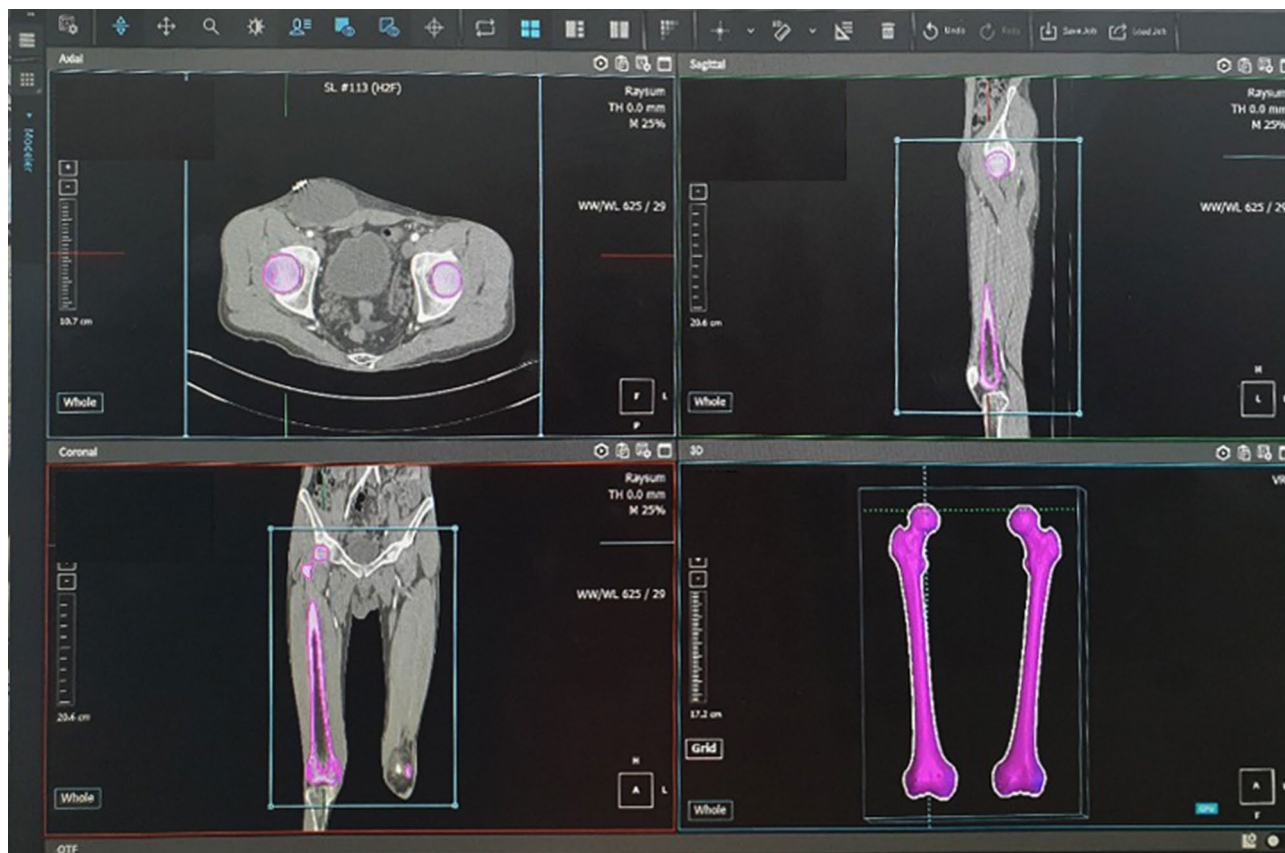 Undo
Redo
Save Job
Load Job
Modeler
Axial
SL #113 (H2F)
Raysum
TH 0.0 mm
M 25%
WW/WL 625 / 29
10.7 cm
Whole
F
L
P
Sagittal
Raysum
TH 0.0 mm
M 25%
WW/WL 625 / 29
20.6 cm
Whole
H
L
Coronal
Raysum
TH 0.0 mm
M 25%
WW/WL 625 / 29
20.6 cm
Whole
H
A
L
3D
VR
17.2 cm
Grid
Whole
GPU
A
L
F
OTF